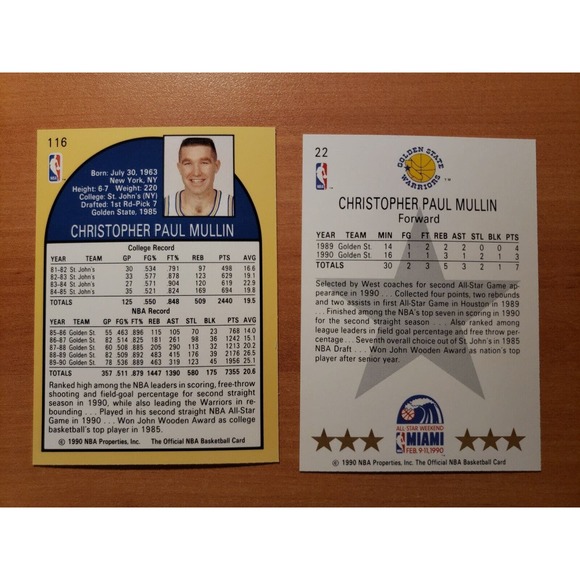 116
Born: July 30, 1963
New York, NY
Height: 6-7 Weight: 220
College: St. John's (NY)
Drafted: 1st Rd-Pick 7
Golden State, 1985
CHRISTOPHER PAUL MULLIN
College Record
YEAR TEAM GP FG% FT% REB PTS AVG
81-82 St. John's 30 .534 .791 97 498 16.6
82-83 St. John's 33 .577 .878 123 629 19.1
83-84 St. John's 27 .571 .904 120 619 22.9
84-85 St. John's 35 .521 .824 169 694 19.8
TOTALS 125 .550 .848 509 2440 19.5
NBA Record
YEAR TEAM GP FG% FT% REB AST STL BLK PTS AVG
85-86 Golden St. 55 .463 .896 115 105 70 23 768 14.0
86-87 Golden St. 82 .514 .825 181 261 98 36 1242 15.1
87-88 Golden St. 60 .508 .885 205 290 113 32 1213 20.2
88-89 Golden St. 82 .509 .892 483 415 176 39 2176 26.5
89-90 Golden St. 78 .536 .889 463 319 123 45 1956 25.1
TOTALS 357 .511 .879 1447 1390 580 175 7355 20.6
Ranked high among the NBA leaders in scoring, free-throw
shooting and field-goal percentage for second straight
season in 1990, while also leading the Warriors in re-
bounding . . . Played in his second straight NBA All-Star
Game in 1990 . . . Won John Wooden Award as college
basketball's top player in 1985.
© 1990 NBA Properties, Inc. The Official NBA Basketball Card
NBA
22
GOLDEN STATE
WARRIORS
TM
NBA
CHRISTOPHER PAUL MULLIN
Forward
YEAR TEAM MIN FG FT REB AST STL BLK PTS
1989 Golden St. 14 1 2 2 2 0 0 4
1990 Golden St. 16 1 1 3 1 2 1 3
TOTALS 30 2 3 5 3 2 1 7
Selected by West coaches for second All-Star Game ap-
pearance in 1990 . . . Collected four points, two rebounds
and two assists in first All-Star Game in Houston in 1989
. . . Finished among the NBA's top seven in scoring in 1990
for the second straight season . . . Also ranked among
league leaders in field goal percentage and free throw per-
centage . . . Seventh overall choice out of St. John's in 1985
NBA Draft . . . Won John Wooden Award as nation's top
player after senior year.
ALL-STAR WEEKEND
MIAMI
FEB. 9-11, 1990
© 1990 NBA Properties, Inc. The Official NBA Basketball Card